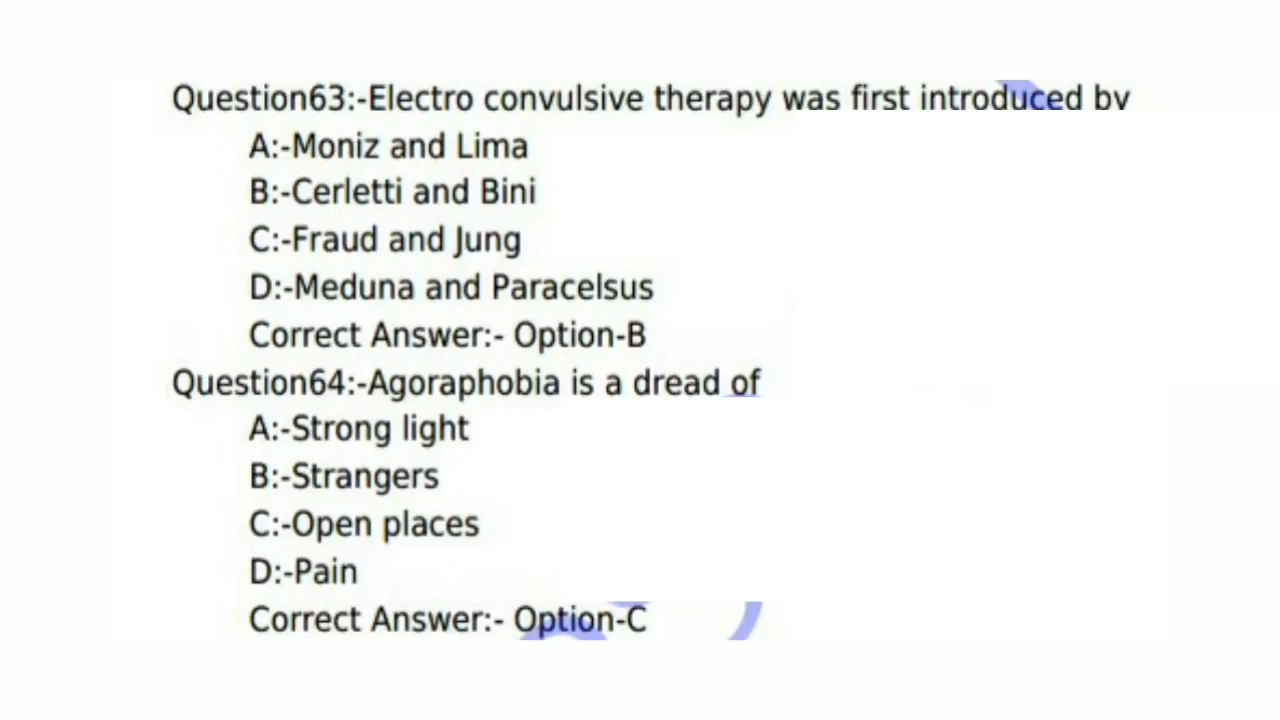 Question63:-Electro convulsive therapy was first introduced by
A:-Moniz and Lima
B:-Cerletti and Bini
C:-Fraud and Jung
D:-Meduna and Paracelsus
Correct Answer:- Option-B
Question64:-Agoraphobia is a dread of
A:-Strong light
B:-Strangers
C:-Open places
D:-Pain
Correct Answer:- Option-C